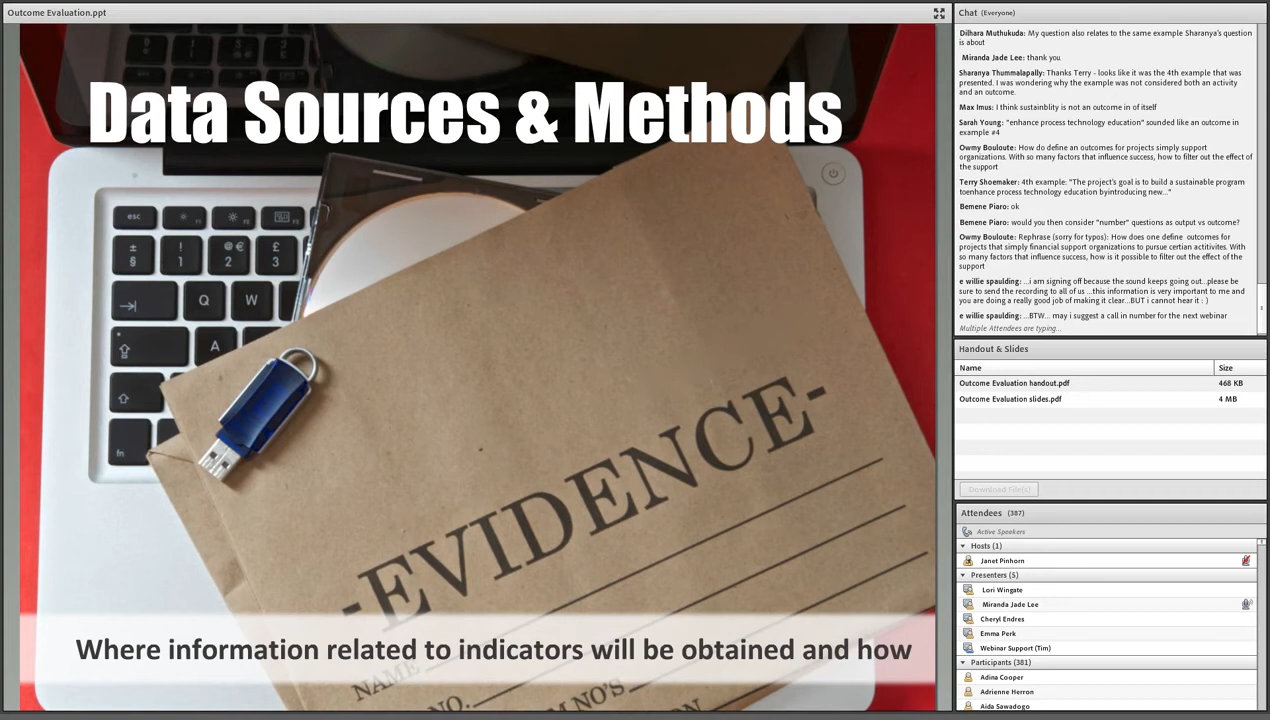 Outcome Evaluation.ppt
Data Sources & Methods
esc
F1
F2
± ! @ € £
§ 1 2 3
Q W
A
fn
-EVIDENCE-
Where information related to indicators will be obtained and how
NAME
NO.
NO'S
ION
Chat (Everyone)
Dilhara Muthukuda: My question also relates to the same example Sharanya's question
is about
Miranda Jade Lee: thank you.
Sharanya Thummalapally: Thanks Terry - looks like it was the 4th example that was
presented. I was wondering why the example was not considered both an activity
and an outcome.
Max Imus: I think sustainblity is not an outcome in of itself
Sarah Young: "enhance process technology education" sounded like an outcome in
example #4
Owmy Bouloute: How do define an outcomes for projects simply support
organizations. With so many factors that influence success, how to filter out the effect of
the support
Terry Shoemaker: 4th example: "The project's goal is to build a sustainable program
toenhance process technology education byintroducing new..."
Bemene Piaro: ok
Bemene Piaro: would you then consider "number" questions as output vs outcome?
Owmy Bouloute: Rephrase (sorry for typos): How does one define outcomes for
projects that simply financial support organizations to pursue certian actitivites. With
so many factors that influence success, how is it possible to filter out the effect of the
support
e willie spaulding: ...i am signing off because the sound keeps going out...please be
sure to send the recording to all of us ...this information is very important to me and
you are doing a really good job of making it clear...BUT i cannot hear it : )
e willie spaulding: ...BTW... may i suggest a call in number for the next webinar
Multiple Attendees are typing...
Handout & Slides
Name Size
Outcome Evaluation handout.pdf 468 KB
Outcome Evaluation slides.pdf 4 MB
Download File(s)
Attendees (387)
Active Speakers
Hosts (1)
Janet Pinhorn
Presenters (5)
Lori Wingate
Miranda Jade Lee
Cheryl Endres
Emma Perk
Webinar Support (Tim)
Participants (381)
Adina Cooper
Adrienne Herron
Aida Sawadogo